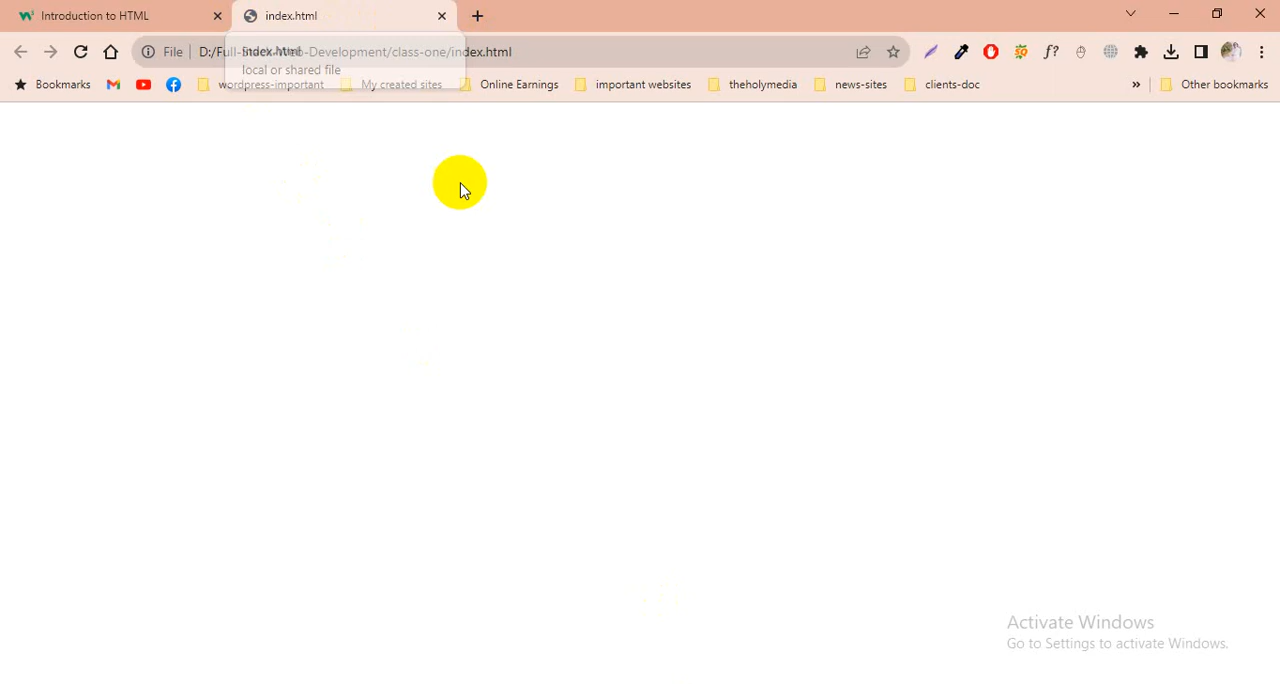 Introduction to HTML
index.html
File
D:/Full-Stack-Web-Development/class-one/index.html
index.html
local or shared file
Bookmarks
wordpress-important
My created sites
Online Earnings
important websites
theholymedia
news-sites
clients-doc
»
Other bookmarks
f?
Activate Windows
Go to Settings to activate Windows.